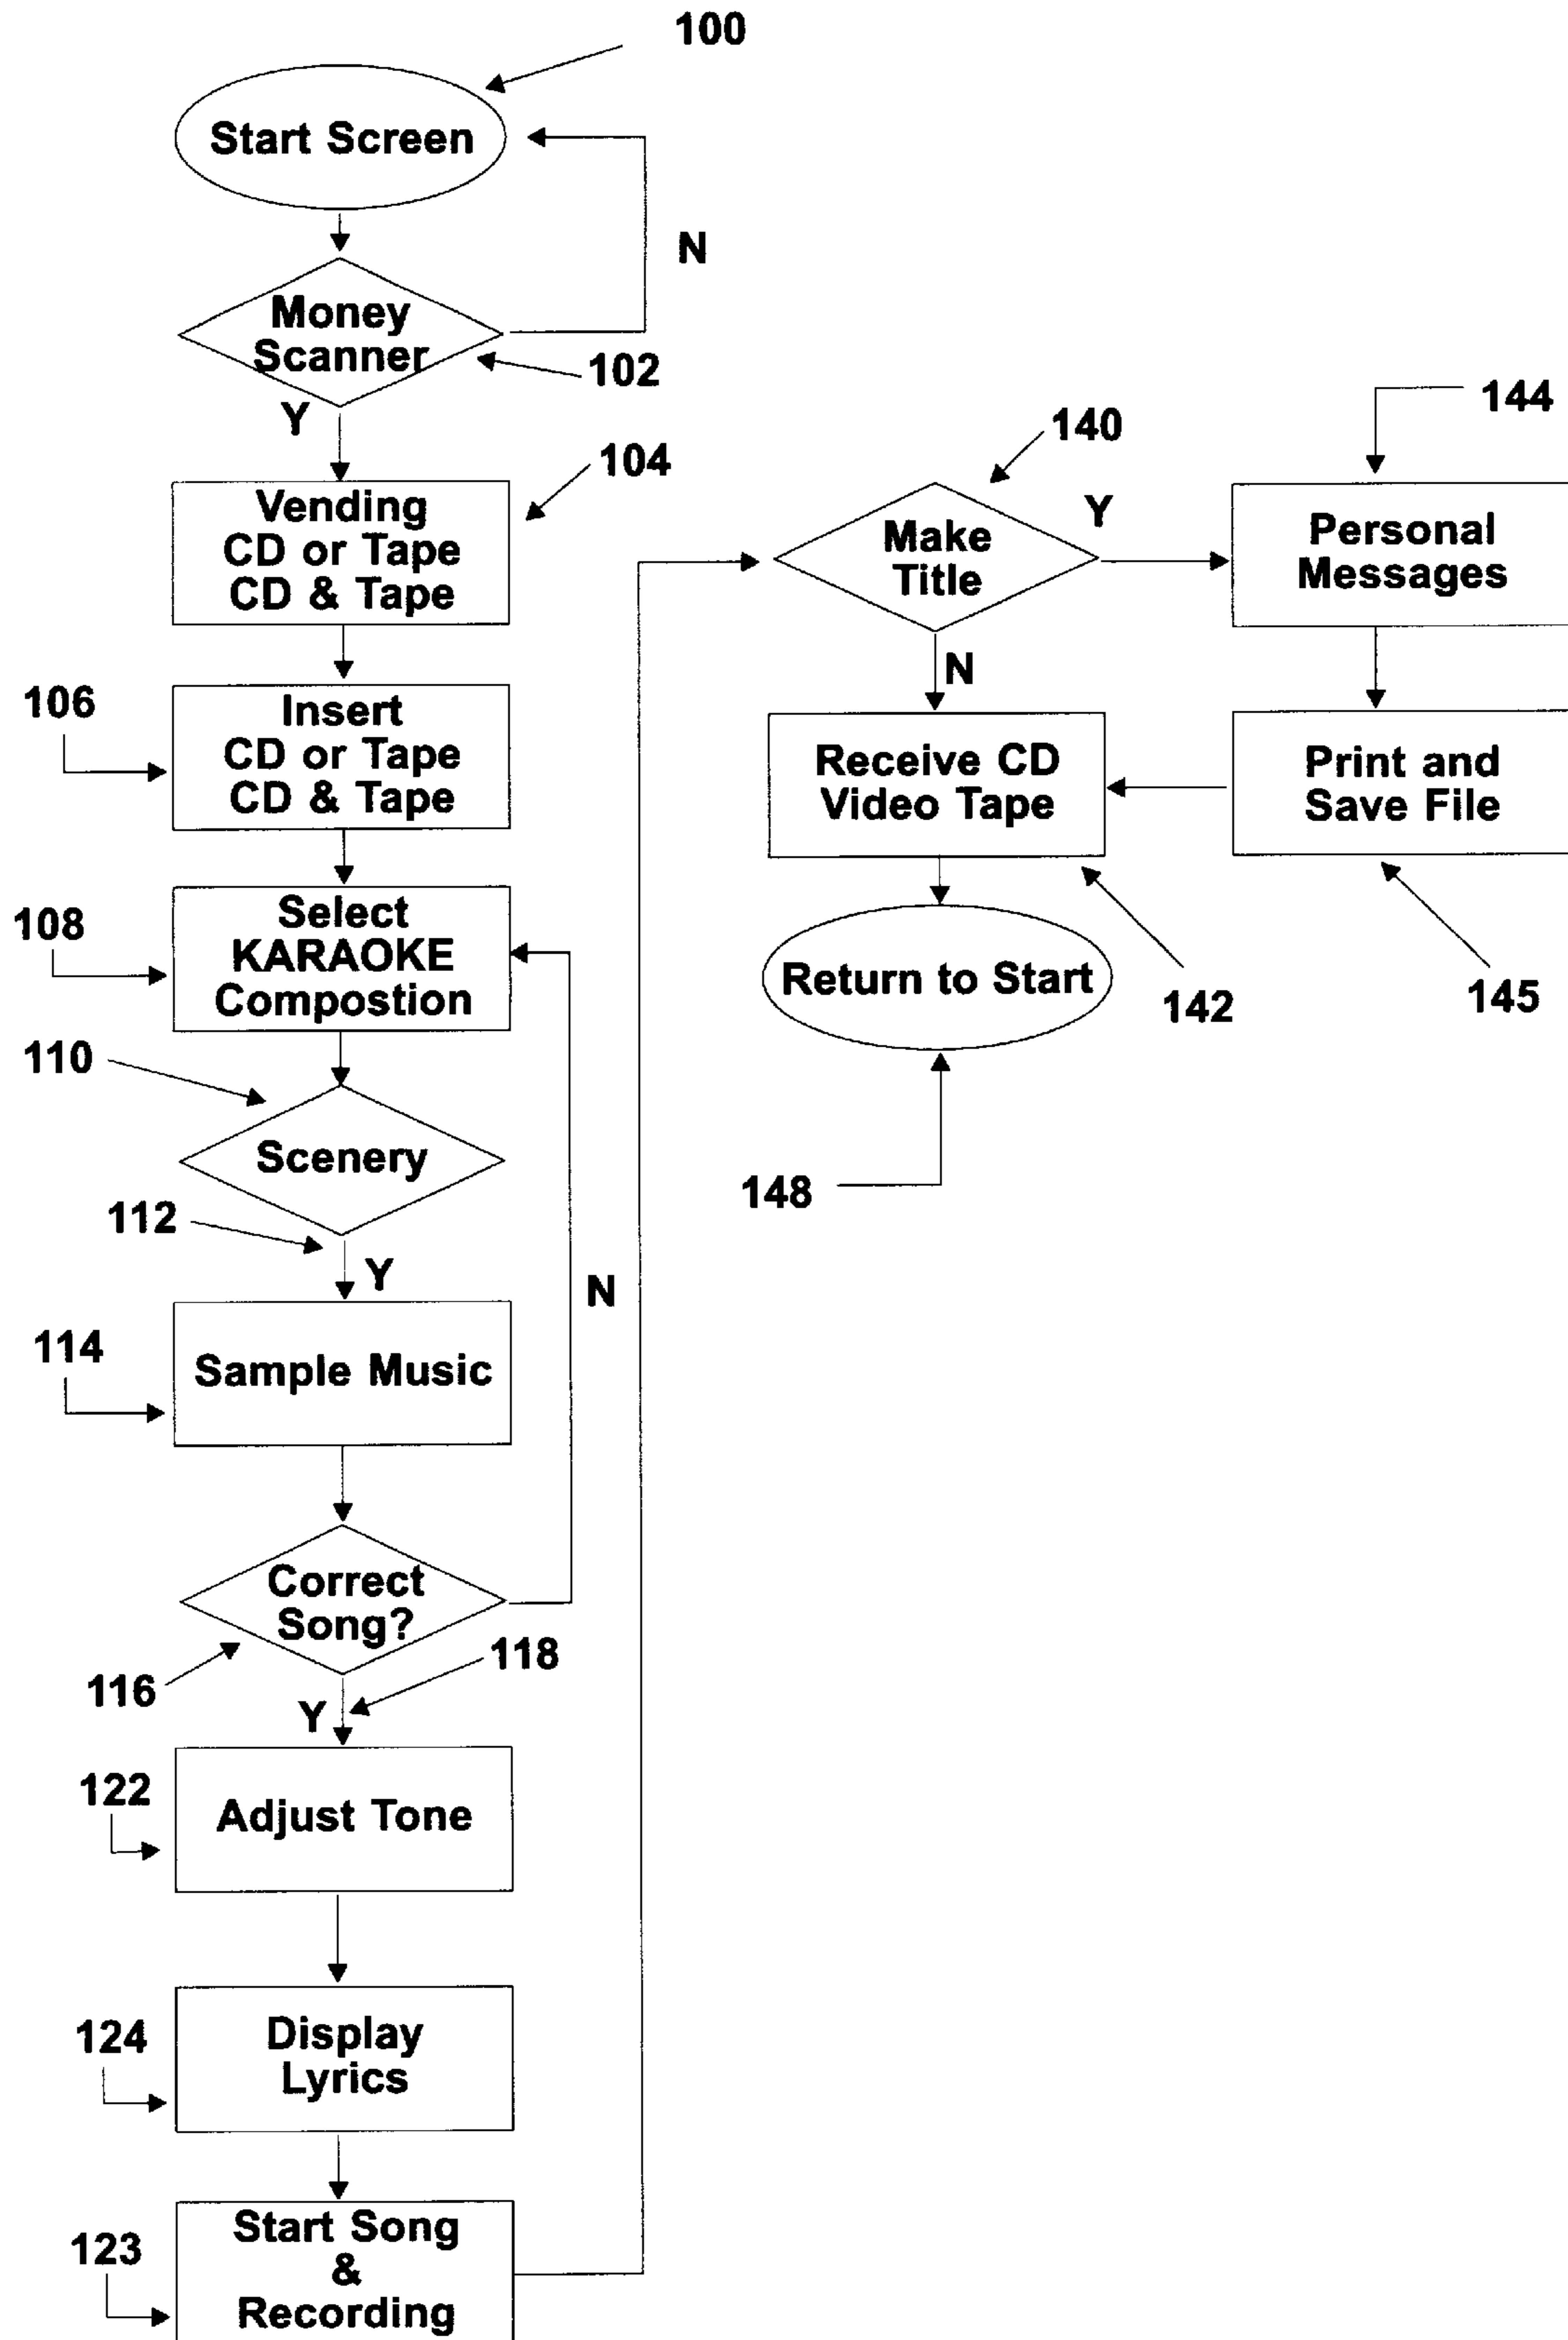 100
Start Screen
N
Money
Scanner
102
Y
104
Vending
CD or Tape
CD & Tape
106
Insert
CD or Tape
CD & Tape
108
Select
KARAOKE
Compostion
110
Scenery
112
Y
N
114
Sample Music
Correct
Song?
116
118
Y
122
Adjust Tone
124
Display
Lyrics
123
Start Song
&
Recording
140
Make
Title
Y
N
144
Personal
Messages
Receive CD
Video Tape
Print and
Save File
Return to Start
142
145
148